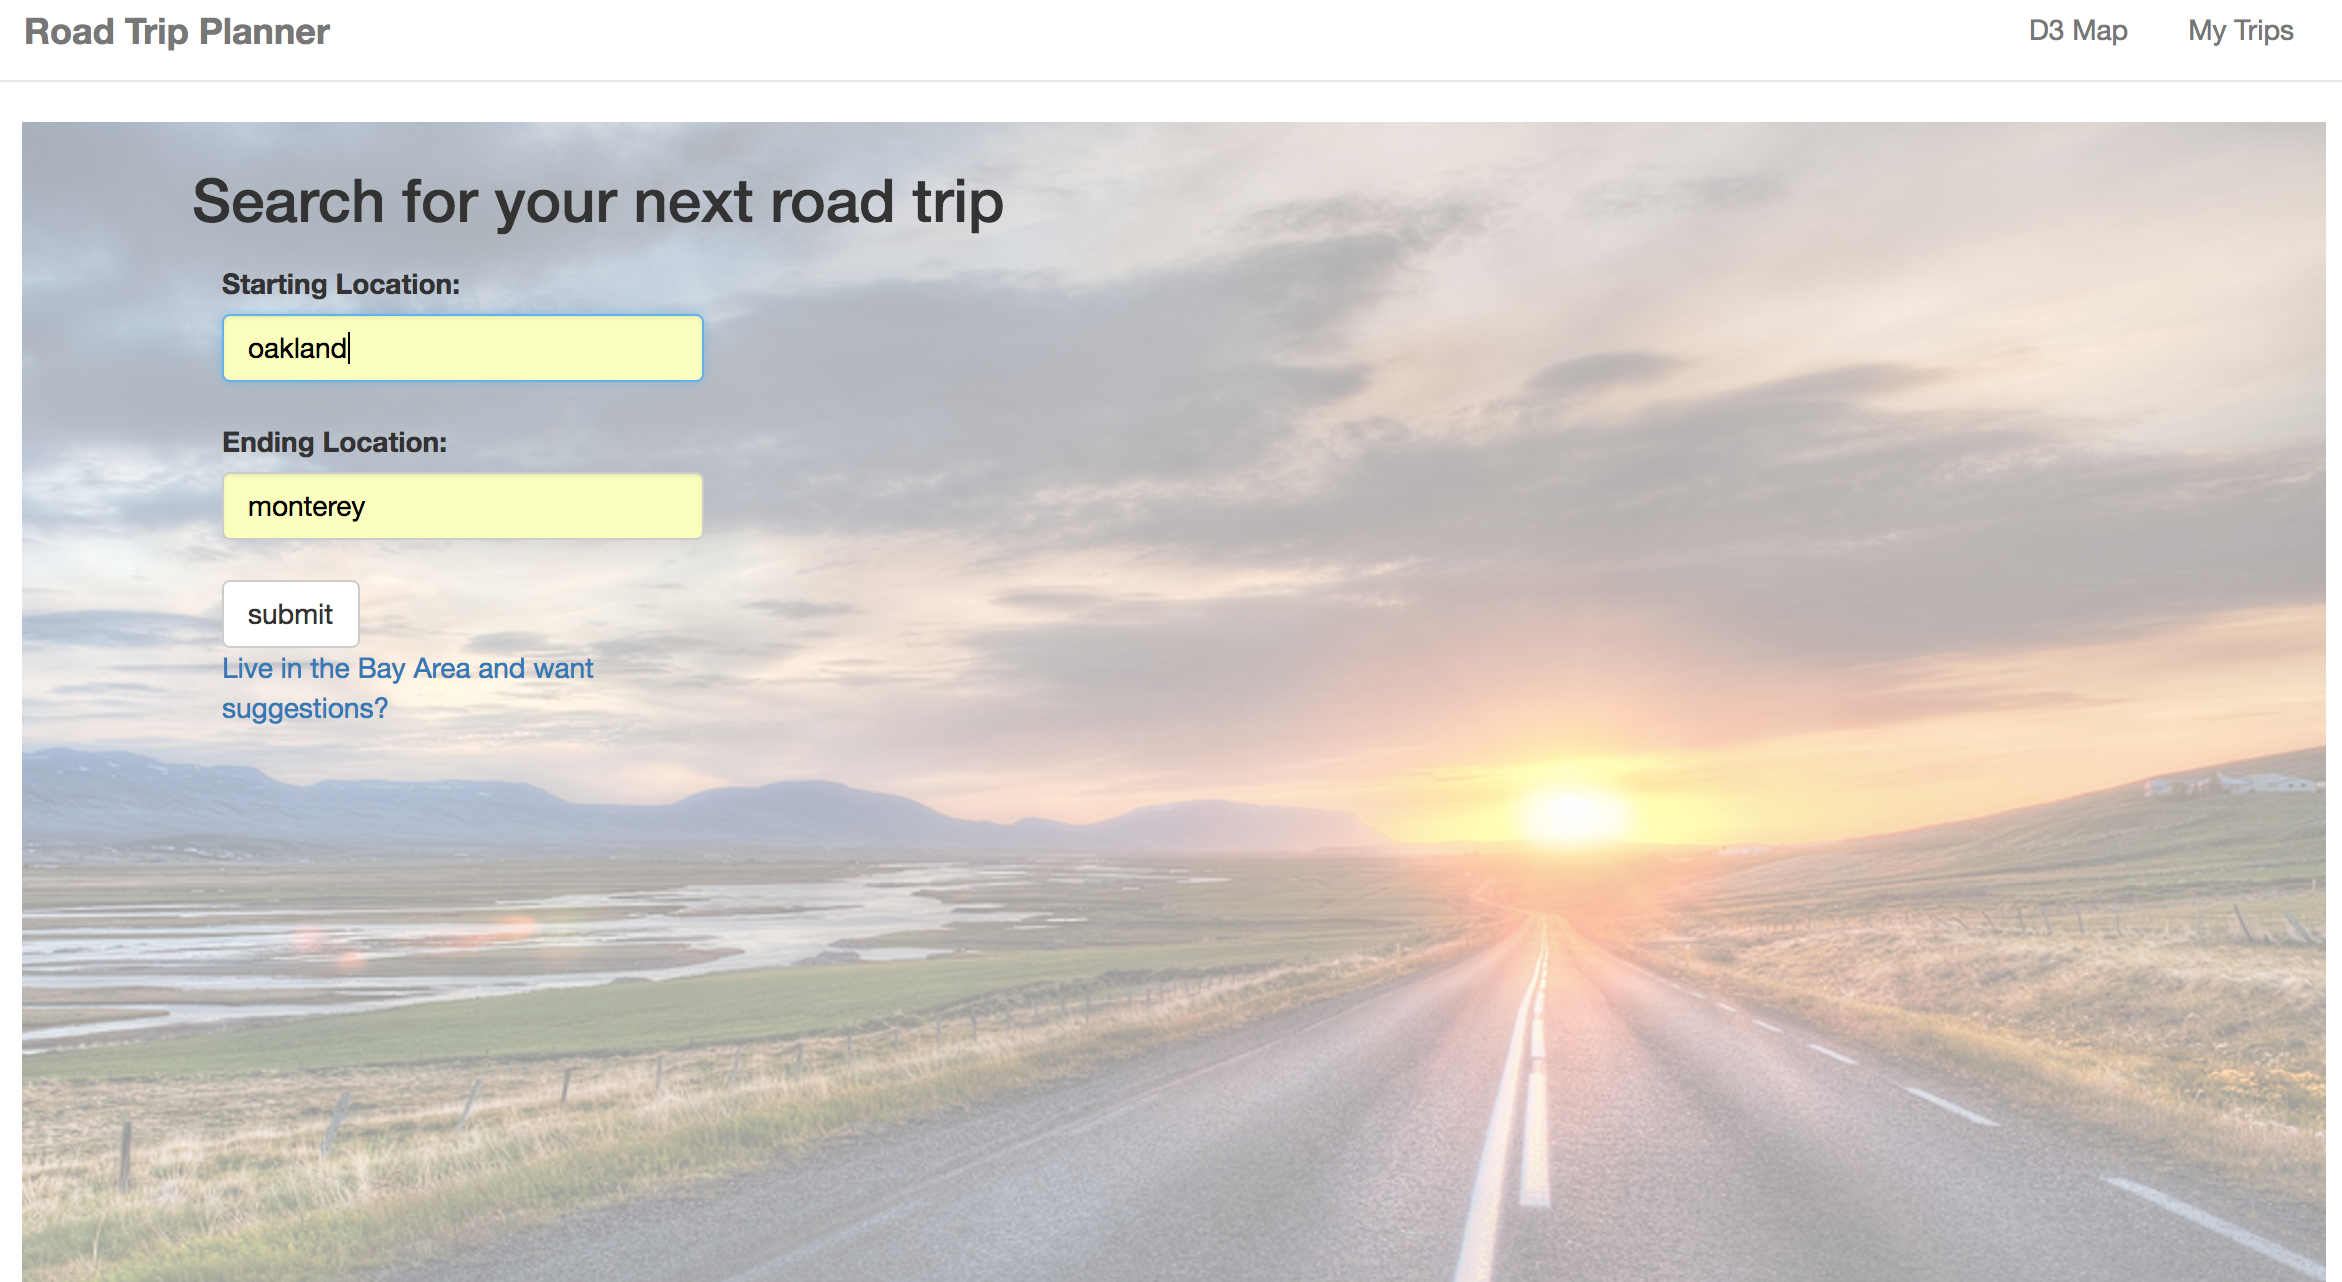 Road Trip Planner
D3 Map
My Trips
Search for your next road trip
Starting Location:
oakland
Ending Location:
monterey
submit
Live in the Bay Area and want
suggestions?